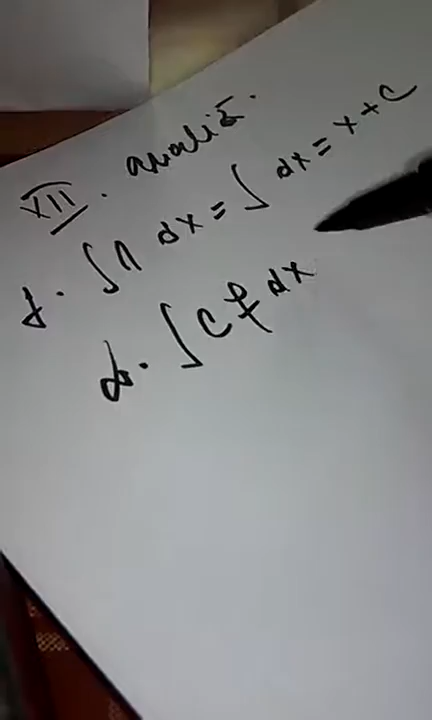 XII. analiză.
1. ∫1 dx = ∫ dx = x + C
2. ∫ C f dx